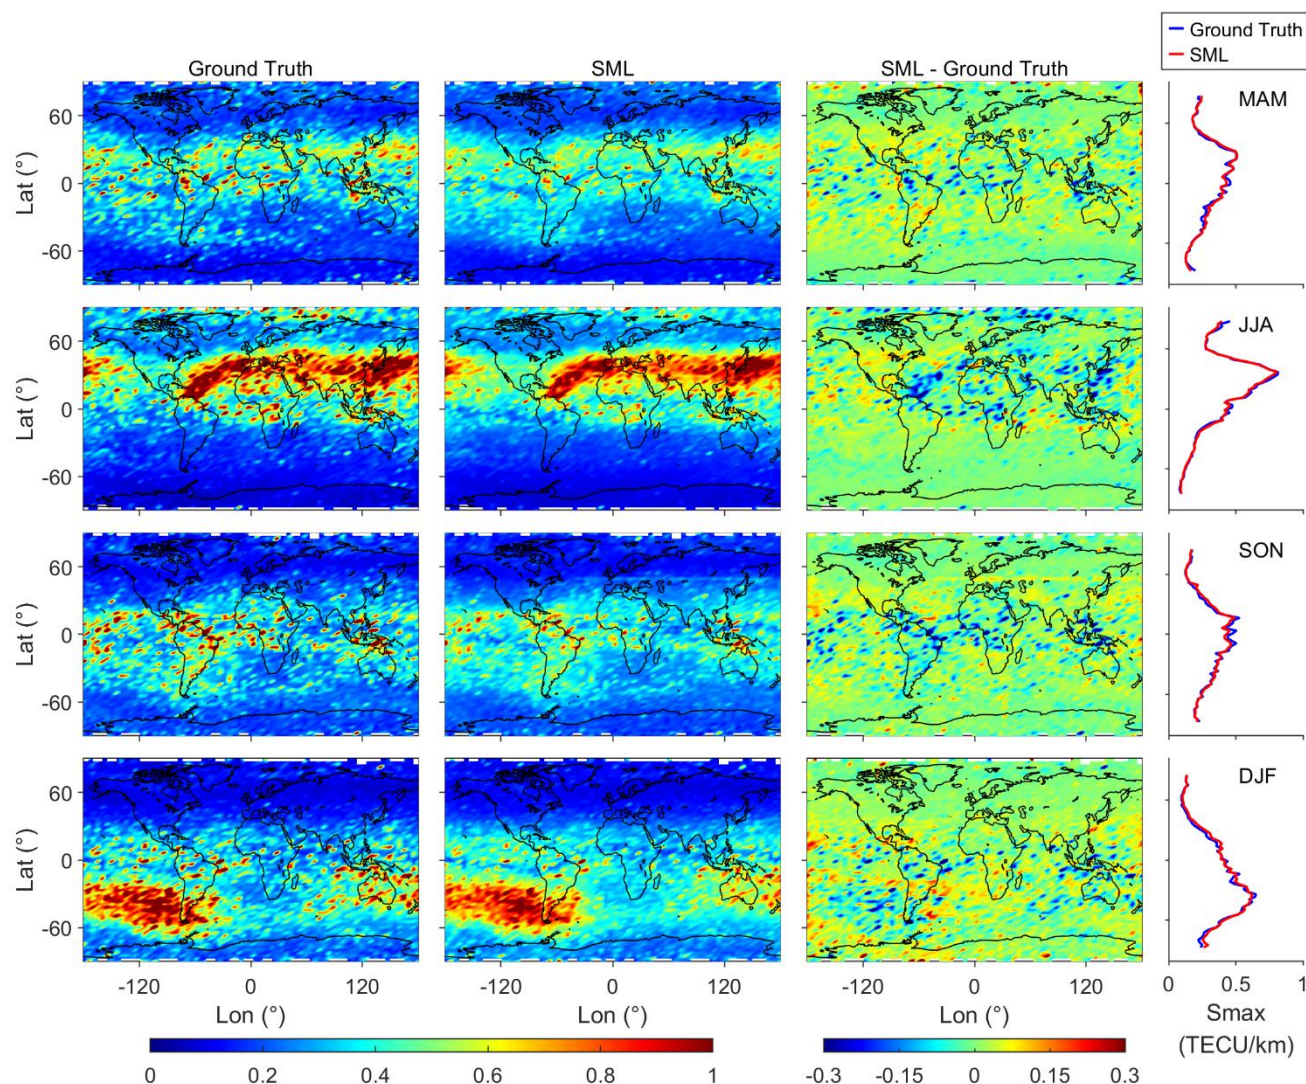 Ground Truth
SML
Ground Truth SML SML - Ground Truth
MAM
60
0
-60
Lat (°)
JJA
60
0
-60
Lat (°)
SON
60
0
-60
Lat (°)
DJF
60
0
-60
Lat (°)
-120 0 120 -120 0 120 -120 0 120 0 0.5 1
Lon (°) Lon (°) Lon (°) Smax
(TECU/km)
0 0.2 0.4 0.6 0.8 1 -0.3 -0.15 0 0.15 0.3